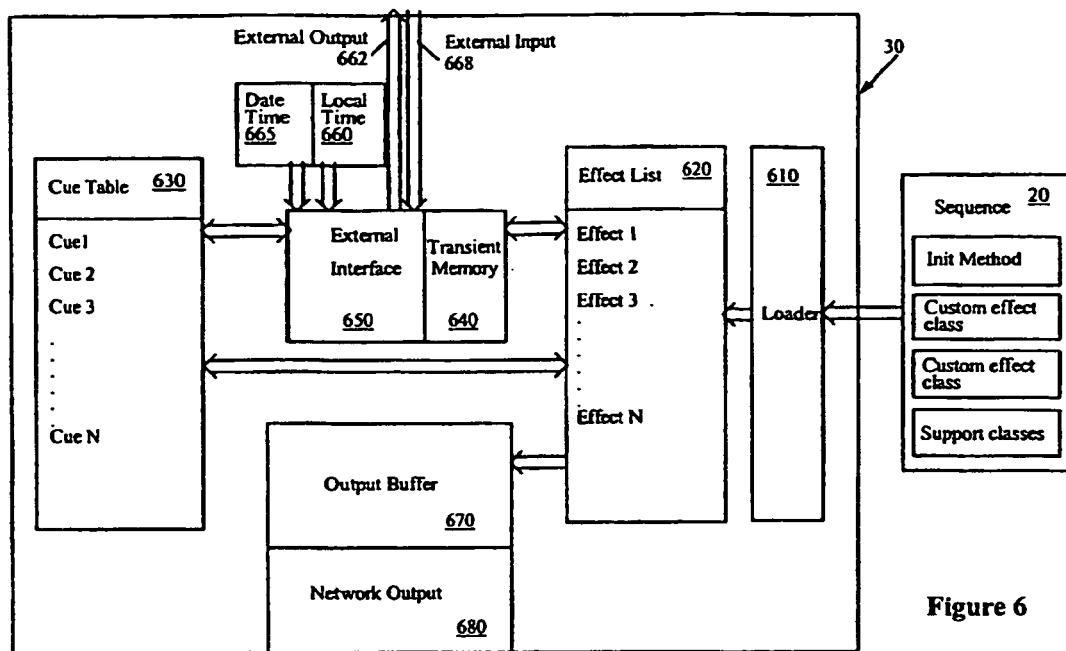 External Output
662
External Input
668
30
Date
Time
665
Local
Time
660
Cue Table
630
Cue1
Cue 2
Cue 3
Cue N
External
Interface
650
Transient
Memory
640
Effect List
620
Effect 1
Effect 2
Effect 3
Effect N
610
Loader
20
Sequence
Init Method
Custom effect
class
Custom effect
class
Support classes
Output Buffer
670
Network Output
680
Figure 6